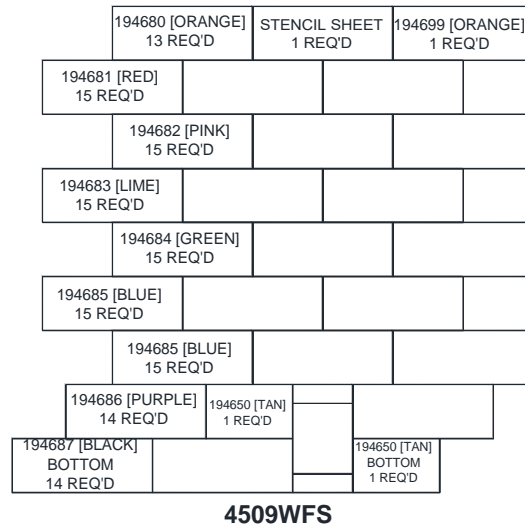 194680 [ORANGE]
13 REQ'D
STENCIL SHEET
1 REQ'D
194699 [ORANGE]
1 REQ'D
194681 [RED]
15 REQ'D
194682 [PINK]
15 REQ'D
194683 [LIME]
15 REQ'D
194684 [GREEN]
15 REQ'D
194685 [BLUE]
15 REQ'D
194685 [BLUE]
15 REQ'D
194686 [PURPLE]
14 REQ'D
194650 [TAN]
1 REQ'D
194687 [BLACK]
BOTTOM
14 REQ'D
194650 [TAN]
BOTTOM
1 REQ'D
4509WFS